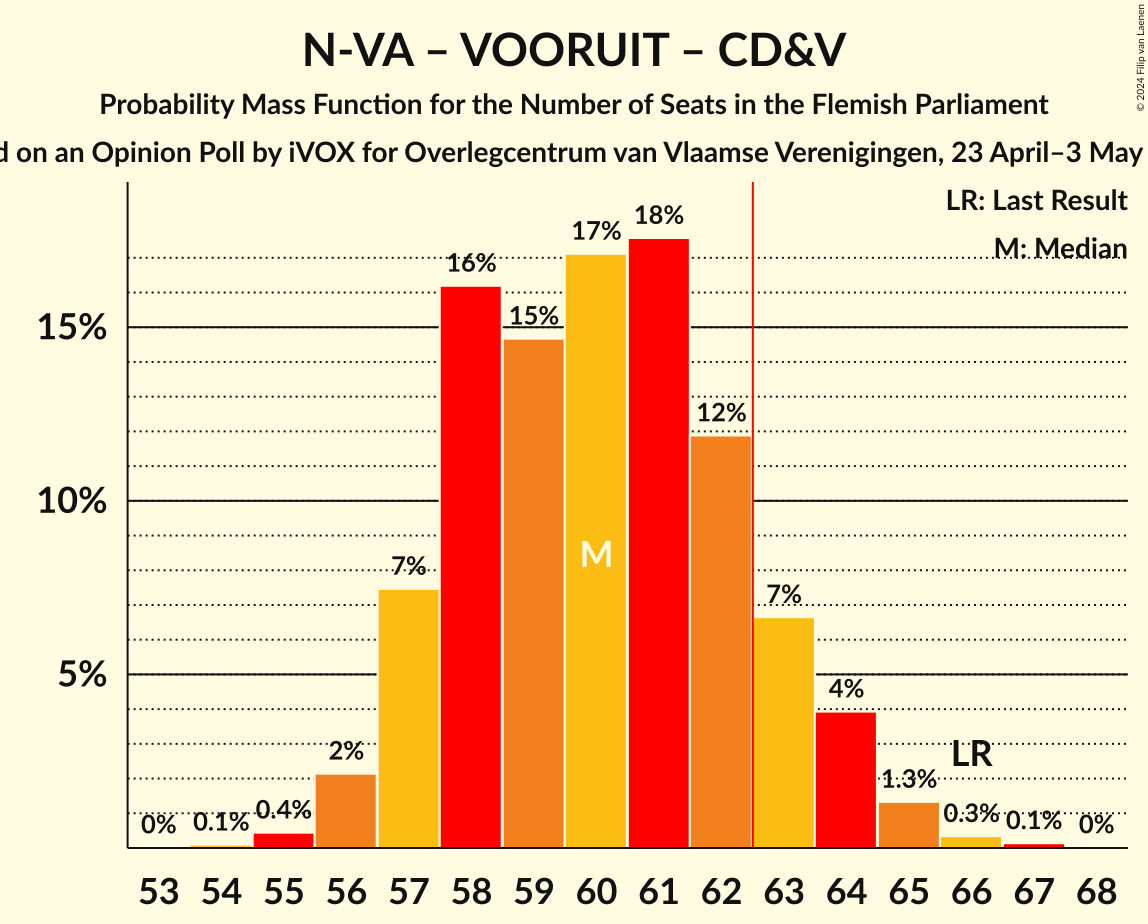 N-VA – VOORUIT – CD&V
Probability Mass Function for the Number of Seats in the Flemish Parliament
on an Opinion Poll by iVOX for Overlegcentrum van Vlaamse Verenigingen, 23 April–3 May
© 2024 Filip van Laenen
LR: Last Result
M: Median
18%
17%
16%
15%
15%
12%
10%
M
7%
7%
5%
4%
LR
2%
1.3%
0% 0.1% 0.4% 0.3% 0.1% 0%
53 54 55 56 57 58 59 60 61 62 63 64 65 66 67 68